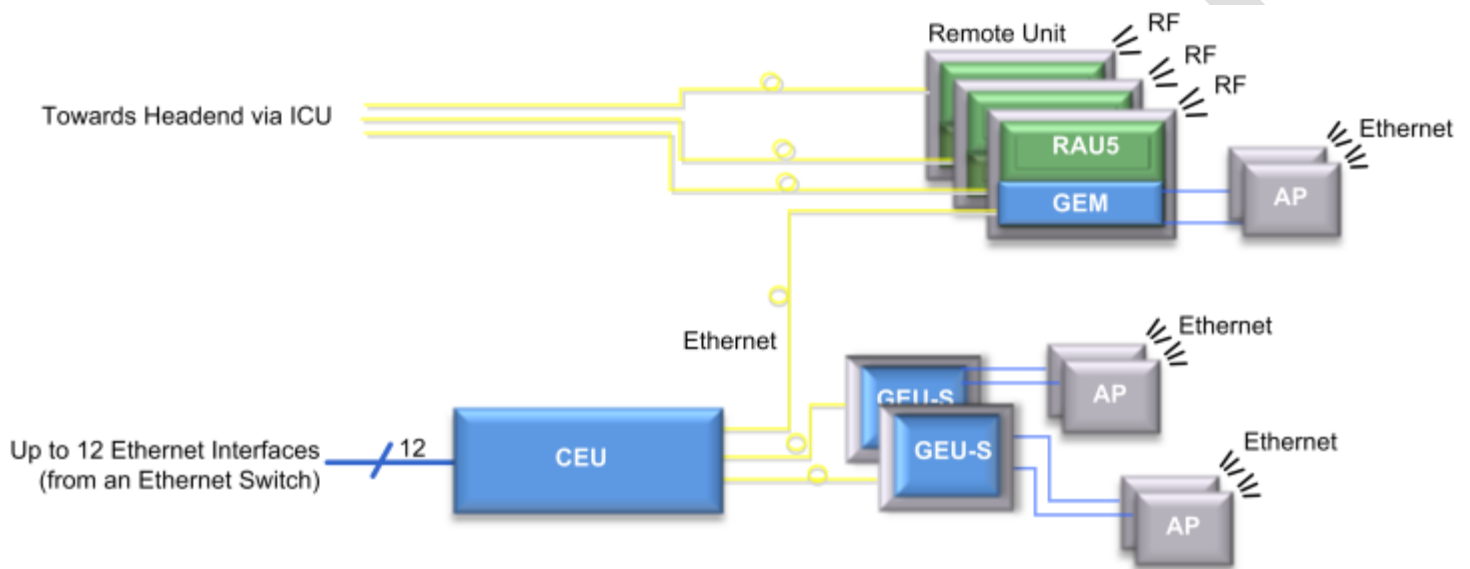 Remote Unit
RF
RF
RF
Towards Headend via ICU
RAU5
Ethernet
GEM
AP
Ethernet
Ethernet
GEU-S
AP
Up to 12 Ethernet Interfaces
(from an Ethernet Switch)
12
CEU
GEU-S
Ethernet
AP